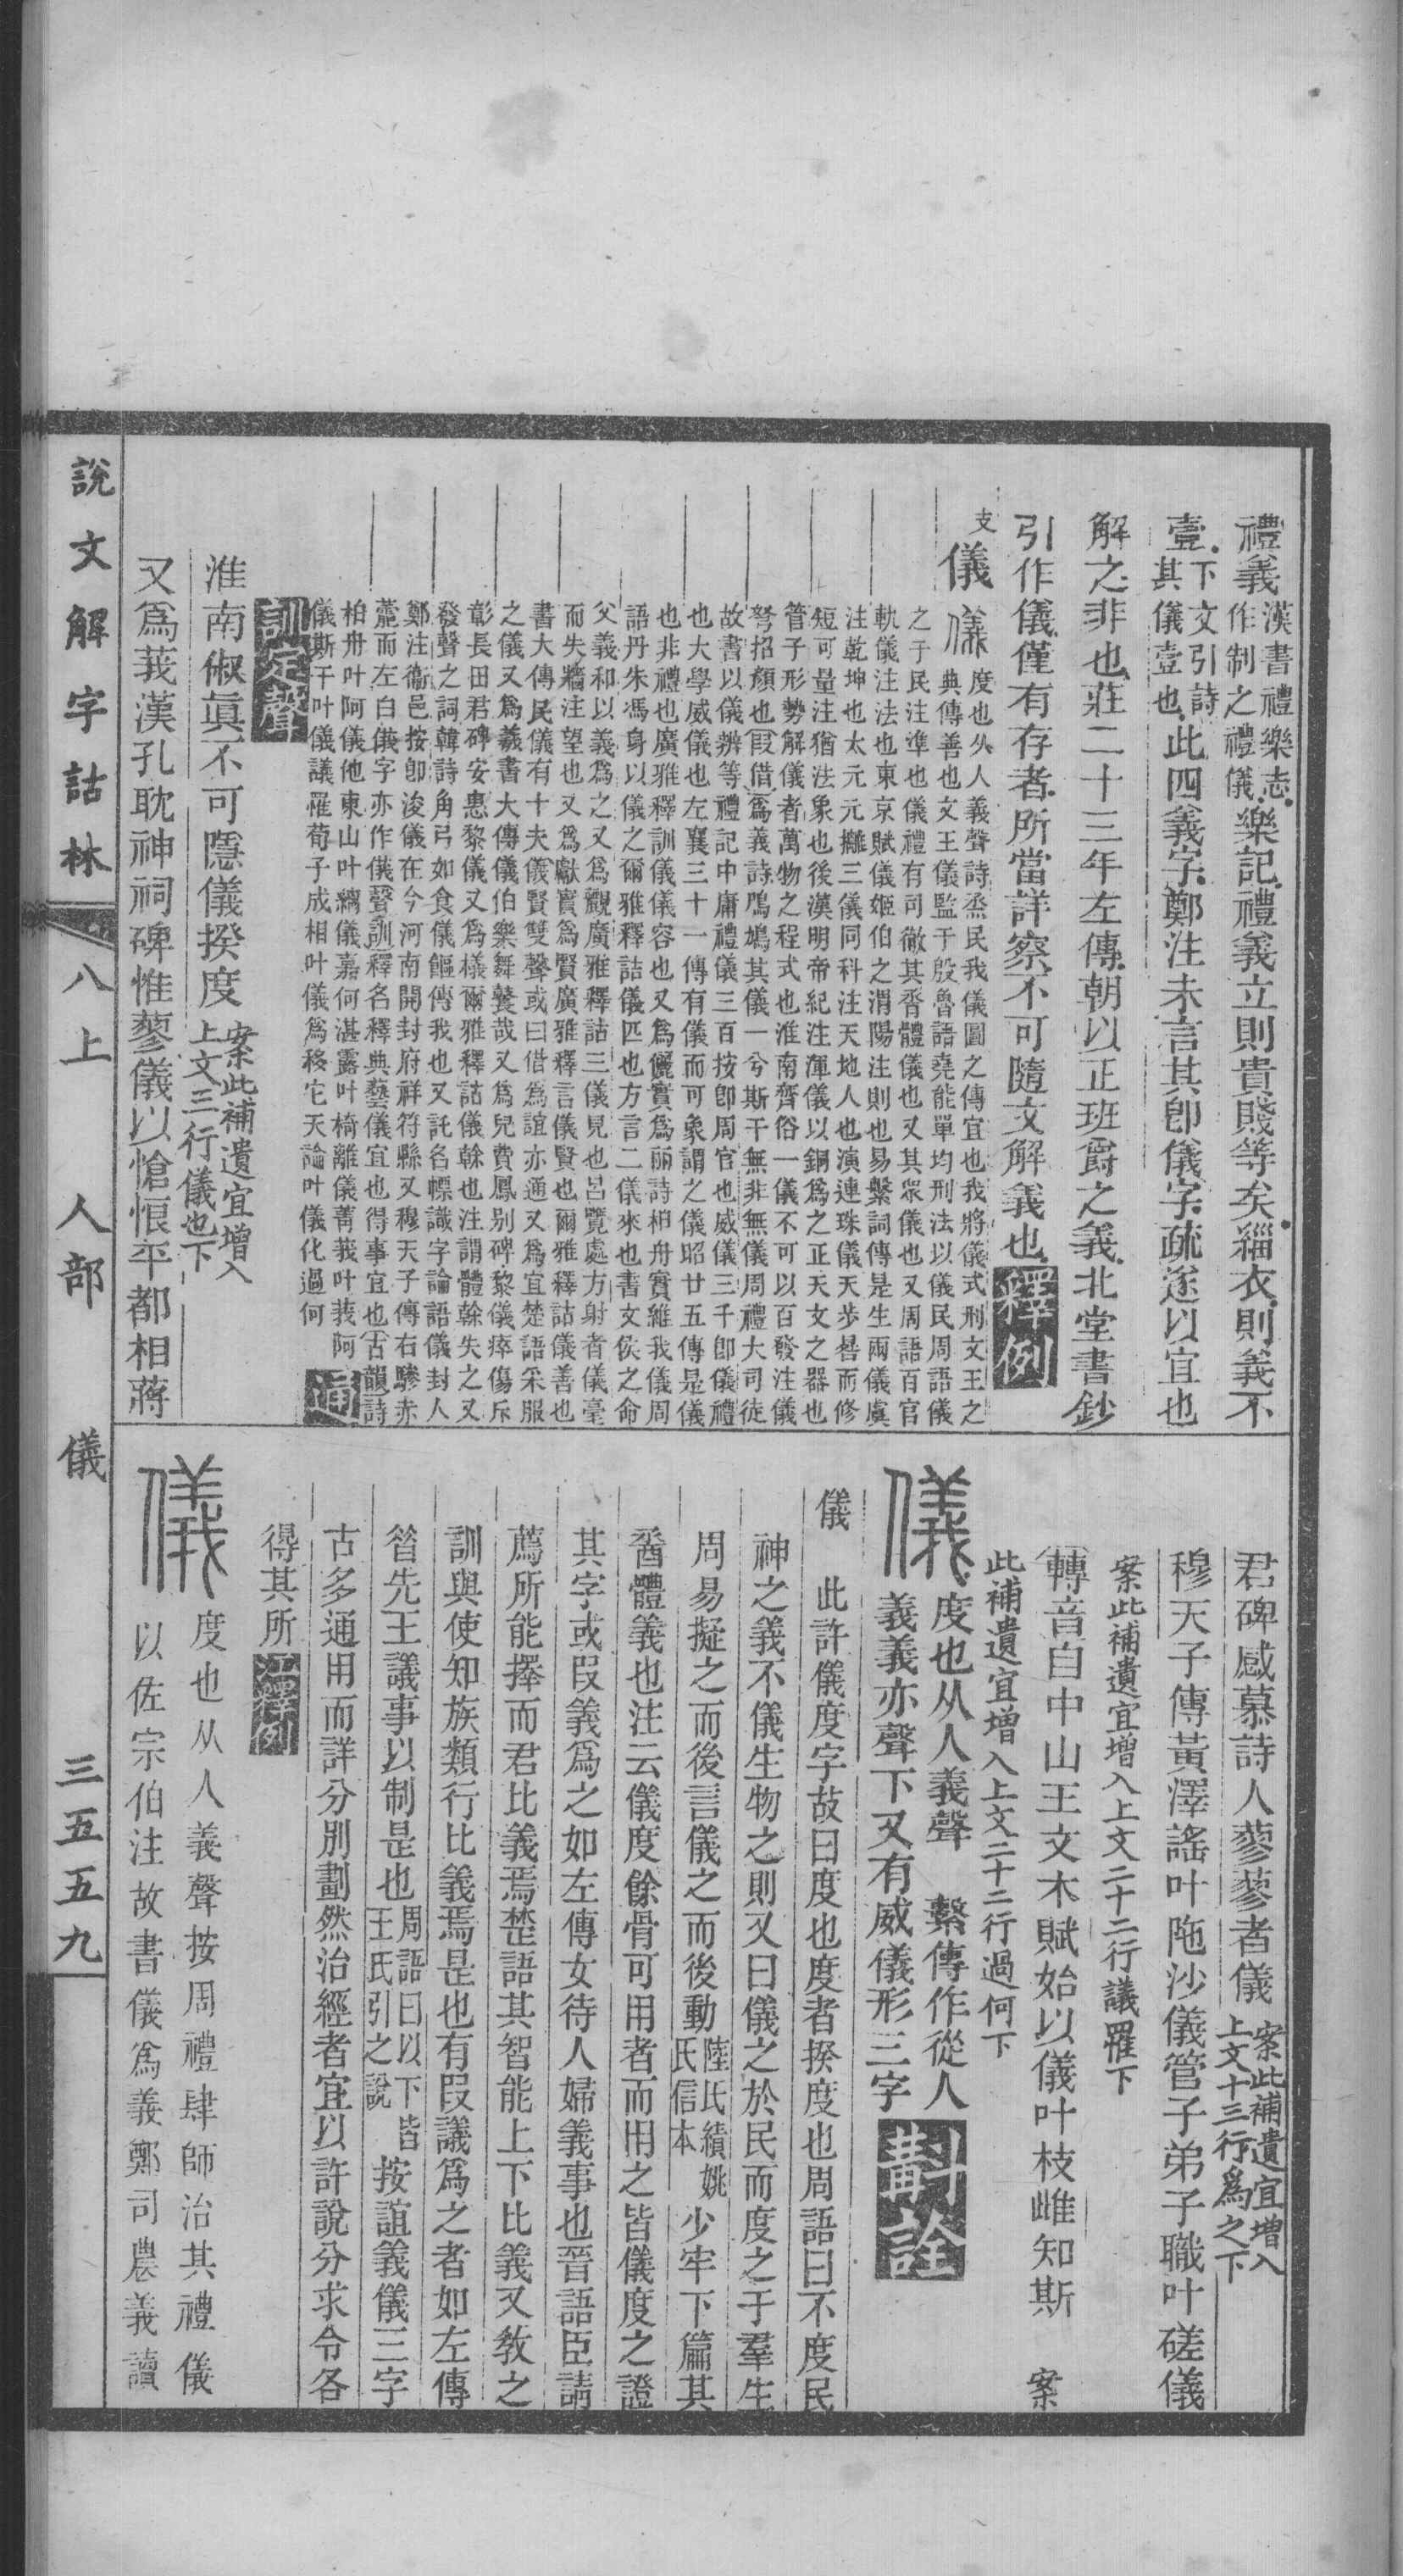 禮義漢書禮樂志作制之禮儀樂記禮義立則貴賤等矣緇衣則義不
壹下文引詩其儀壹也此四義字鄭注未言其卽儀字疏遂以宜也
解之非也莊二十三年左傳朝以正班爵之義北堂書鈔
引作儀僅有存者所當詳察不可隨文解義也釋例
支
儀
度也从人義聲詩烝民我儀圖之傳宜也我將儀式刑文王之
典傳善也文王儀監于殷魯語堯能單均刑法以儀民周語儀
之于民注準也儀禮有司徹其脀體儀也又其眾儀也又周語百官
軌儀注法也東京賦儀姬伯之渭陽注則也易繫詞傳是生兩儀虞
注乾坤也太元元攡三儀同科注天地人也演連珠儀天步晷而修
短可量注猶法象也後漢明帝紀注渾儀以銅爲之正天文之器也
管子形勢解儀者萬物之程式也淮南齊俗一儀不可以百發注儀
弩招顏也叚借爲義詩鳲鳩其儀一兮斯干無非無儀周禮大司徒
故書以儀辨等禮記中庸禮儀三百按卽周官也威儀三千卽儀禮
也大學威儀也左襄三十一傳有儀而可象謂之儀昭廿五傳是儀
也非禮也廣雅釋訓儀儀容也又爲儷實爲丽詩柏舟實維我儀周
語丹朱馮身以儀之爾雅釋詁儀匹也方言二儀來也書文侯之命
父義和以義爲之又爲覩廣雅釋詁三儀見也呂覽處方射者儀毫
而失牆注望也又爲獻實爲賢廣雅釋言儀賢也爾雅釋詁儀善也
書大傳民儀有十夫儀賢雙聲或曰借爲誼亦通又爲宜楚語采服
之儀又爲羲書大傳儀伯樂舞鼚哉又爲兒費鳳別碑黎儀瘁傷斥
彰長田君碑安惠黎儀又爲檥爾雅釋詁儀榦也注謂體榦失之又
發聲之詞韓詩角弓如食儀饇傳我也又託名幖識字論語儀封人
鄭注衞邑按卽浚儀在今河南開封府祥符縣又穆天子傳右驂赤
蘎而左白儀字亦作㒖聲訓釋名釋典藝儀宜也得事宜也古韻詩
柏舟叶阿儀他東山叶縭儀嘉何湛露叶椅離儀菁莪叶莪阿
儀斯干叶儀議罹荀子成相叶儀爲移它天論叶儀化過何
通訓定聲
淮南俶眞不可隱儀揆度案此補遺宜增入上文三行儀也下
又爲莪漢孔耽神祠碑惟蓼儀以愴恨平都相蔣
君碑感慕詩人蓼蓼者儀案此補遺宜增入上文十三行爲之下
穆天子傳黃澤謠叶阤沙儀管子弟子職叶磋儀
案此補遺宜增入上文二十二行議罹下
轉音自中山王文木賦始以儀叶枝雌知斯 案
此補遺宜增入上文二十二行過何下
儀度也从人義聲 繫傳作從人
義義亦聲下又有威儀形三字斠詮
儀 此許儀度字故曰度也度者揆度也周語曰不度民
神之義不儀生物之則又曰儀之於民而度之于羣生
周易擬之而後言儀之而後動陸氏績姚氏信本少牢下篇其
脀體義也注云儀度餘骨可用者而用之皆儀度之證
其字或叚義爲之如左傳女待人婦義事也晉語臣請
薦所能擇而君比義焉楚語其智能上下比義又敎之
訓與使知族類行比義焉是也有叚議爲之者如左傳
昝先王議事以制是也周語曰以下皆王氏引之說按誼義儀三字
古多通用而詳分別劃然治經者宜以許說分求令各
得其所江釋例
儀度也从人義聲按周禮肆師治其禮儀
以佐宗伯注故書儀爲義鄭司農義讀
說文解字詁林 八上 人部 儀 三五五九